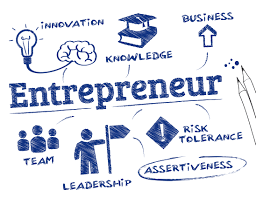 INNOVATION
BUSINESS
KNOWLEDGE
Entrepreneur
TEAM
LEADERSHIP
RISK
TOLERANCE
ASSERTIVENESS